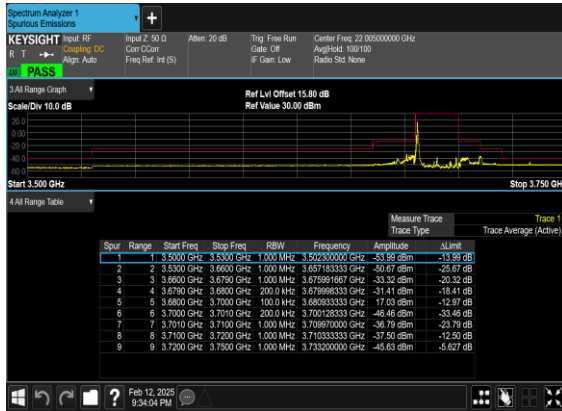 Spectrum Analyzer 1
Spurious Emissions
KEYSIGHT Input: RF Input Z: 50 Ω Atten: 20 dB Trig: Free Run Center Freq: 22.005000000 GHz
R T Coupling: DC Corr CCorr Gate: Off Avg|Hold: 100/100
Align: Auto Freq Ref: Int (S) IF Gain: Low Radio Std: None
PASS
3 All Range Graph
Ref Lvl Offset 15.80 dB
Scale/Div 10.0 dB Ref Value 30.00 dBm
20.0
0.00
-20.0
-40.0
-60.0
Start 3.500 GHz Stop 3.750 GH
4 All Range Table
Measure Trace Trace 1
Trace Type Trace Average (Active)
Spur Range Start Freq Stop Freq RBW Frequency Amplitude ΔLimit
1 1 3.5000 GHz 3.5300 GHz 1.000 MHz 3.502300000 GHz -53.99 dBm -13.99 dB
2 2 3.5300 GHz 3.6600 GHz 1.000 MHz 3.657183333 GHz -50.67 dBm -25.67 dB
3 3 3.6600 GHz 3.6790 GHz 1.000 MHz 3.675991667 GHz -33.32 dBm -20.32 dB
4 4 3.6790 GHz 3.6800 GHz 200.0 kHz 3.679998333 GHz -31.41 dBm -18.41 dB
5 5 3.6800 GHz 3.7000 GHz 100.0 kHz 3.680933333 GHz 17.03 dBm -12.97 dB
6 6 3.7000 GHz 3.7010 GHz 200.0 kHz 3.700128333 GHz -46.46 dBm -33.46 dB
7 7 3.7010 GHz 3.7100 GHz 1.000 MHz 3.709970000 GHz -36.79 dBm -23.79 dB
8 8 3.7100 GHz 3.7200 GHz 1.000 MHz 3.710333333 GHz -37.50 dBm -12.50 dB
9 9 3.7200 GHz 3.7500 GHz 1.000 MHz 3.733200000 GHz -45.63 dBm -5.627 dB
Feb 12, 2025
9:34:04 PM